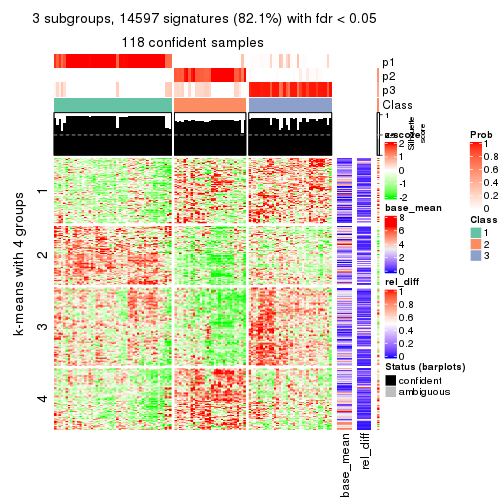 3 subgroups, 14597 signatures (82.1%) with fdr < 0.05
118 confident samples
p1
p2
p3
Class
1
Silhouette
score
k-means with 4 groups
1
2
3
4
base_mean
rel_diff
z-score
2
1
0
-1
-2
base_mean
8
6
4
2
0
rel_diff
1
0.8
0.6
0.4
0.2
0
Status (barplots)
confident
ambiguous
Prob
1
0.8
0.6
0.4
0.2
0
Class
1
2
3